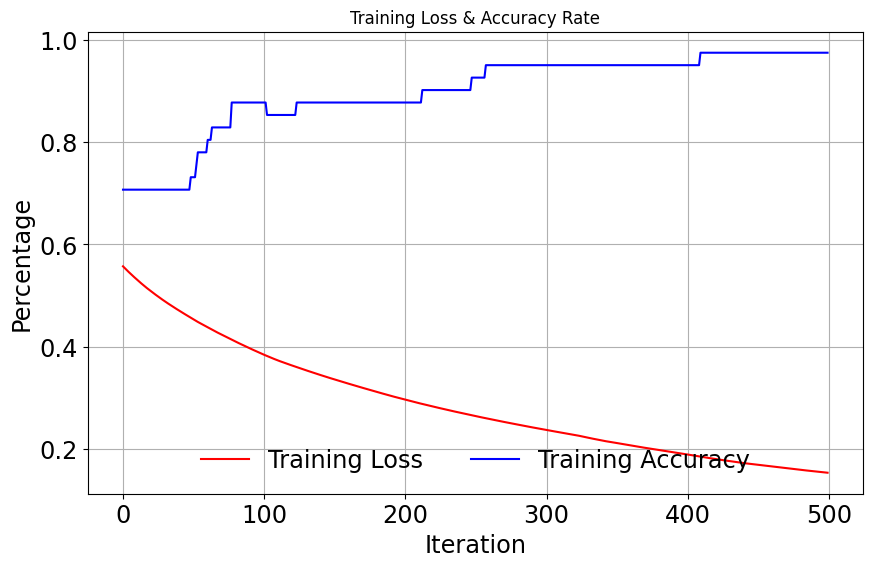 Training Loss & Accuracy Rate
Percentage
1.0
0.8
0.6
0.4
0.2
Training Loss
Training Accuracy
0 100 200 300 400 500
Iteration